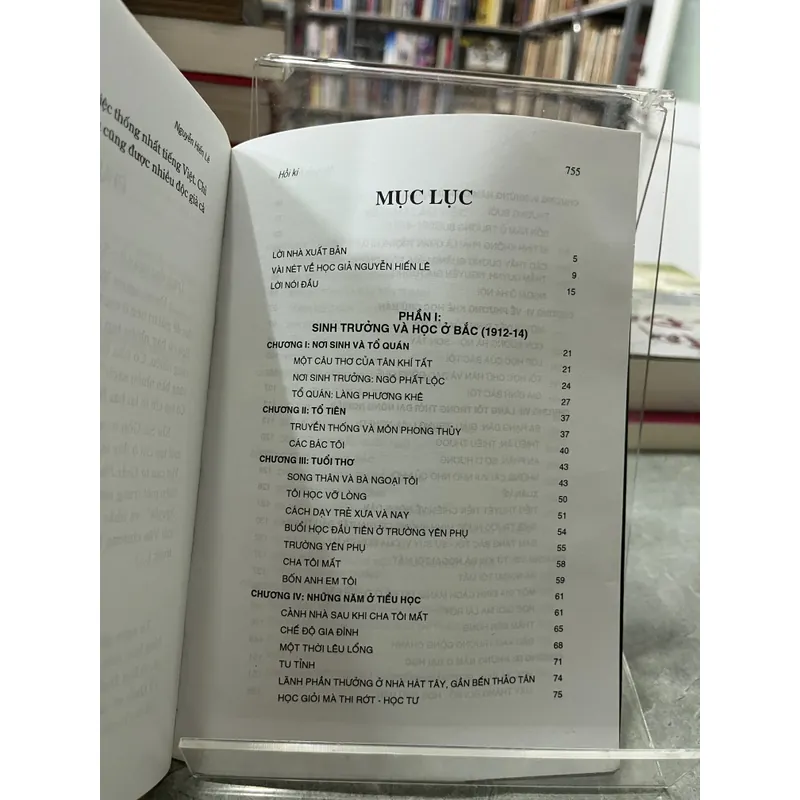 Nguyễn Hiến Lê
ệc thống nhất tiếng Việt. Chỉ
cũng được nhiều độc giả cả
Hồi kí 755
MỤC LỤC
LỜI NHÀ XUẤT BẢN 5
VÀI NÉT VỀ HỌC GIẢ NGUYỄN HIẾN LÊ 9
LỜI NÓI ĐẦU 15
PHẦN I:
SINH TRƯỞNG VÀ HỌC Ở BẮC (1912-14)
CHƯƠNG I: NƠI SINH VÀ TỔ QUÁN 21
MỘT CÂU THƠ CỦA TÂN KHÍ TẤT 21
NƠI SINH TRƯỞNG: NGÕ PHẤT LỘC 24
TỔ QUÁN: LÀNG PHƯƠNG KHÊ 27
CHƯƠNG II: TỔ TIÊN 37
TRUYỀN THỐNG VÀ MÔN PHONG THỦY 37
CÁC BÁC TÔI 40
CHƯƠNG III: TUỔI THƠ 43
SONG THÂN VÀ BÀ NGOẠI TÔI 43
TÔI HỌC VỠ LÒNG 50
CÁCH DẠY TRẺ XƯA VÀ NAY 51
BUỔI HỌC ĐẦU TIÊN Ở TRƯỜNG YÊN PHỤ 54
TRƯỜNG YÊN PHỤ 55
CHA TÔI MẤT 58
BỐN ANH EM TÔI 59
CHƯƠNG IV: NHỮNG NĂM Ở TIỂU HỌC 61
CẢNH NHÀ SAU KHI CHA TÔI MẤT 61
CHẾ ĐỘ GIA ĐÌNH 65
MỘT THỜI LÊU LỔNG 68
TU TỈNH 71
LÃNH PHẦN THƯỞNG Ở NHÀ HÁT TÂY, GẦN BẾN THẢO TÂN 74
HỌC GIỎI MÀ THI RỚT - HỌC TƯ 75